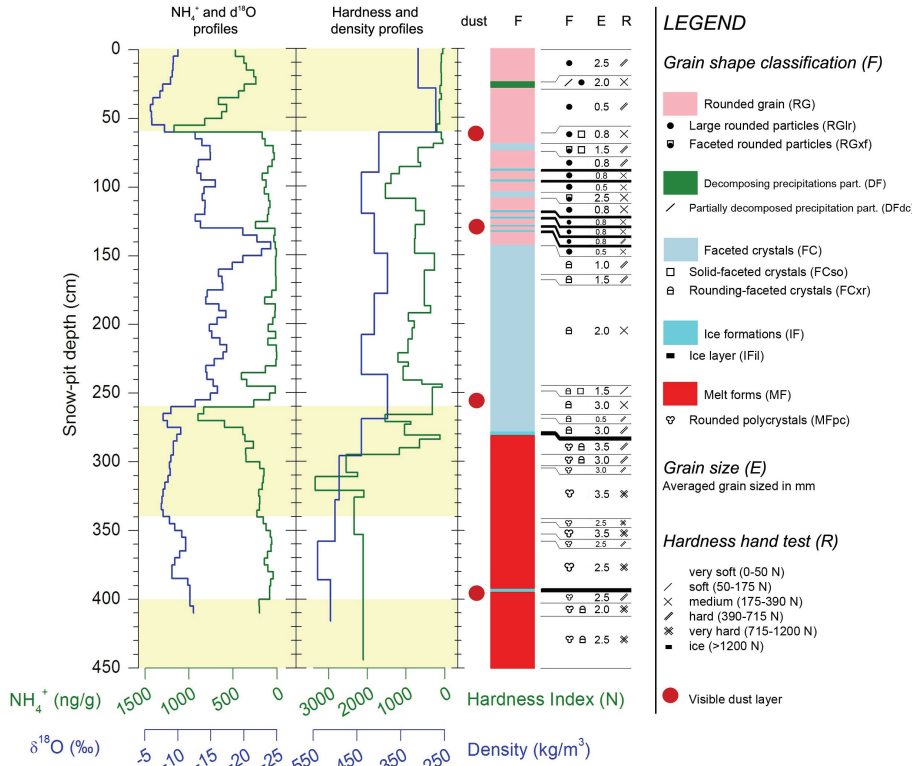 NH₄⁺ and d¹⁸O
profiles
Hardness and
density profiles
dust
F
F E R
LEGEND
Grain shape classification (F)
Rounded grain (RG)
Large rounded particles (RGlr)
Faceted rounded particles (RGxf)
Decomposing precipitations part. (DF)
Partially decomposed precipitation part. (DFdc)
Faceted crystals (FC)
Solid-faceted crystals (FCso)
Rounding-faceted crystals (FCxr)
Ice formations (IF)
Ice layer (IFil)
Melt forms (MF)
Rounded polycrystals (MFpc)
Grain size (E)
Averaged grain sized in mm
Hardness hand test (R)
very soft (0-50 N)
soft (50-175 N)
medium (175-390 N)
hard (390-715 N)
very hard (715-1200 N)
ice (>1200 N)
Visible dust layer
Snow-pit depth (cm)
0
50
100
150
200
250
300
350
400
450
2.5
2.0
0.5
0.8
1.5
0.8
0.8
0.5
2.5
0.8
0.8
0.8
0.5
1.0
1.5
2.0
1.5
3.0
0.5
3.0
3.5
3.0
3.0
3.5
2.5
3.5
2.5
2.5
2.5
2.0
2.5
NH₄⁺ (ng/g)
1500 1000 500 0
3000 2000 1000 0
Hardness Index (N)
δ¹⁸O (‰)
-5 -10 -15 -20 -25
550 450 350 250
Density (kg/m³)